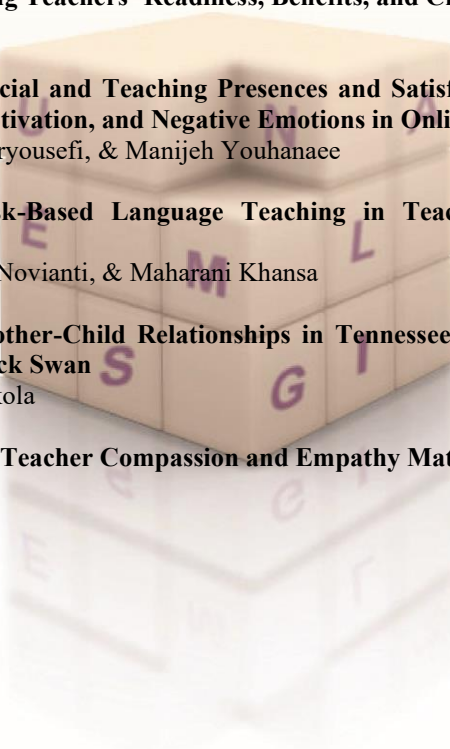 g Teachers' Readiness, Benefits, and C
cial and Teaching Presences and Satisf
tivation, and Negative Emotions in Onli
U N A
ryousefi, & Manijeh Youhanaee
sk-Based Language Teaching in Teac
E M L
Novianti, & Maharani Khansa
other-Child Relationships in Tennessee
ck Swan
S G I
kola
Teacher Compassion and Empathy Mat